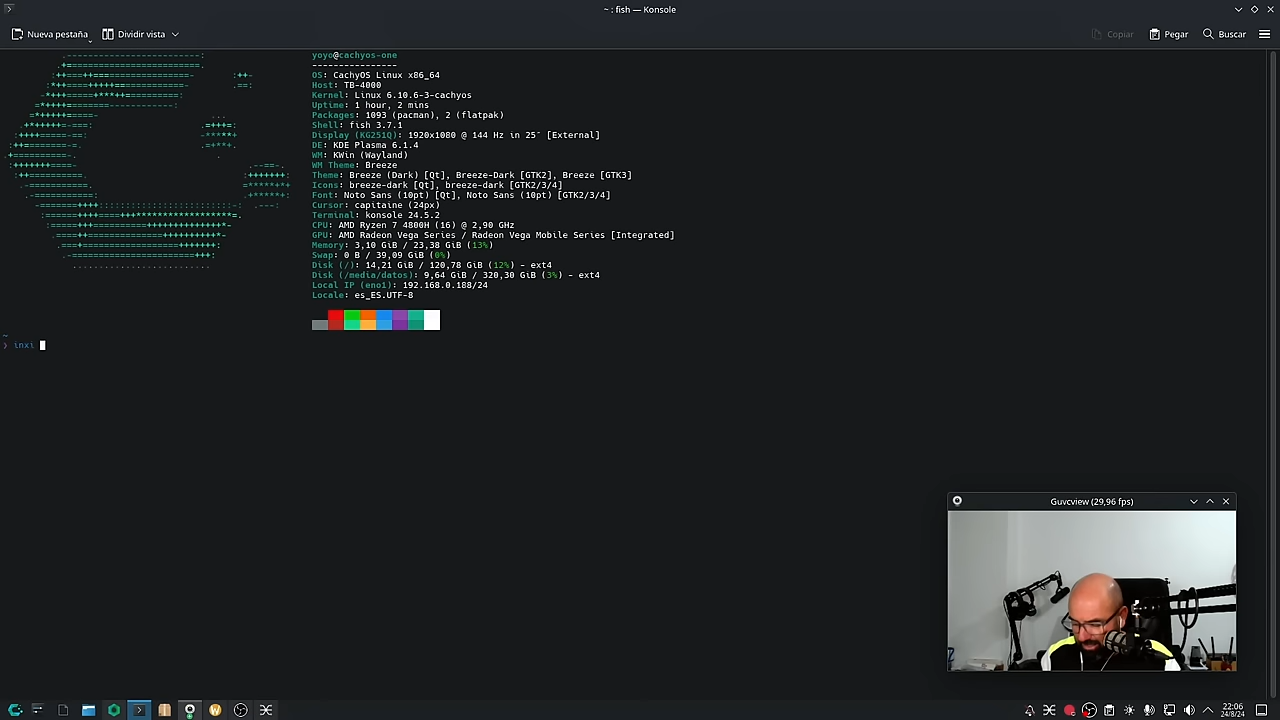 ~ : fish — Konsole
Nueva pestaña
Dividir vista
Copiar
Pegar
Buscar
yoyo@cachyos-one
----------------
OS: CachyOS Linux x86_64
Host: TB-4000
Kernel: Linux 6.10.6-3-cachyos
Uptime: 1 hour, 2 mins
Packages: 1093 (pacman), 2 (flatpak)
Shell: fish 3.7.1
Display (KG251Q): 1920x1080 @ 144 Hz in 25″ [External]
DE: KDE Plasma 6.1.4
WM: KWin (Wayland)
WM Theme: Breeze
Theme: Breeze (Dark) [Qt], Breeze-Dark [GTK2], Breeze [GTK3]
Icons: breeze-dark [Qt], breeze-dark [GTK2/3/4]
Font: Noto Sans (10pt) [Qt], Noto Sans (10pt) [GTK2/3/4]
Cursor: capitaine (24px)
Terminal: konsole 24.5.2
CPU: AMD Ryzen 7 4800H (16) @ 2,90 GHz
GPU: AMD Radeon Vega Series / Radeon Vega Mobile Series [Integrated]
Memory: 3,10 GiB / 23,38 GiB (13%)
Swap: 0 B / 39,09 GiB (0%)
Disk (/): 14,21 GiB / 120,78 GiB (12%) - ext4
Disk (/media/datos): 9,64 GiB / 320,30 GiB (3%) - ext4
Local IP (eno1): 192.168.0.188/24
Locale: es_ES.UTF-8
~
❯ inxi
Guvcview (29,96 fps)
22:06
24/8/24